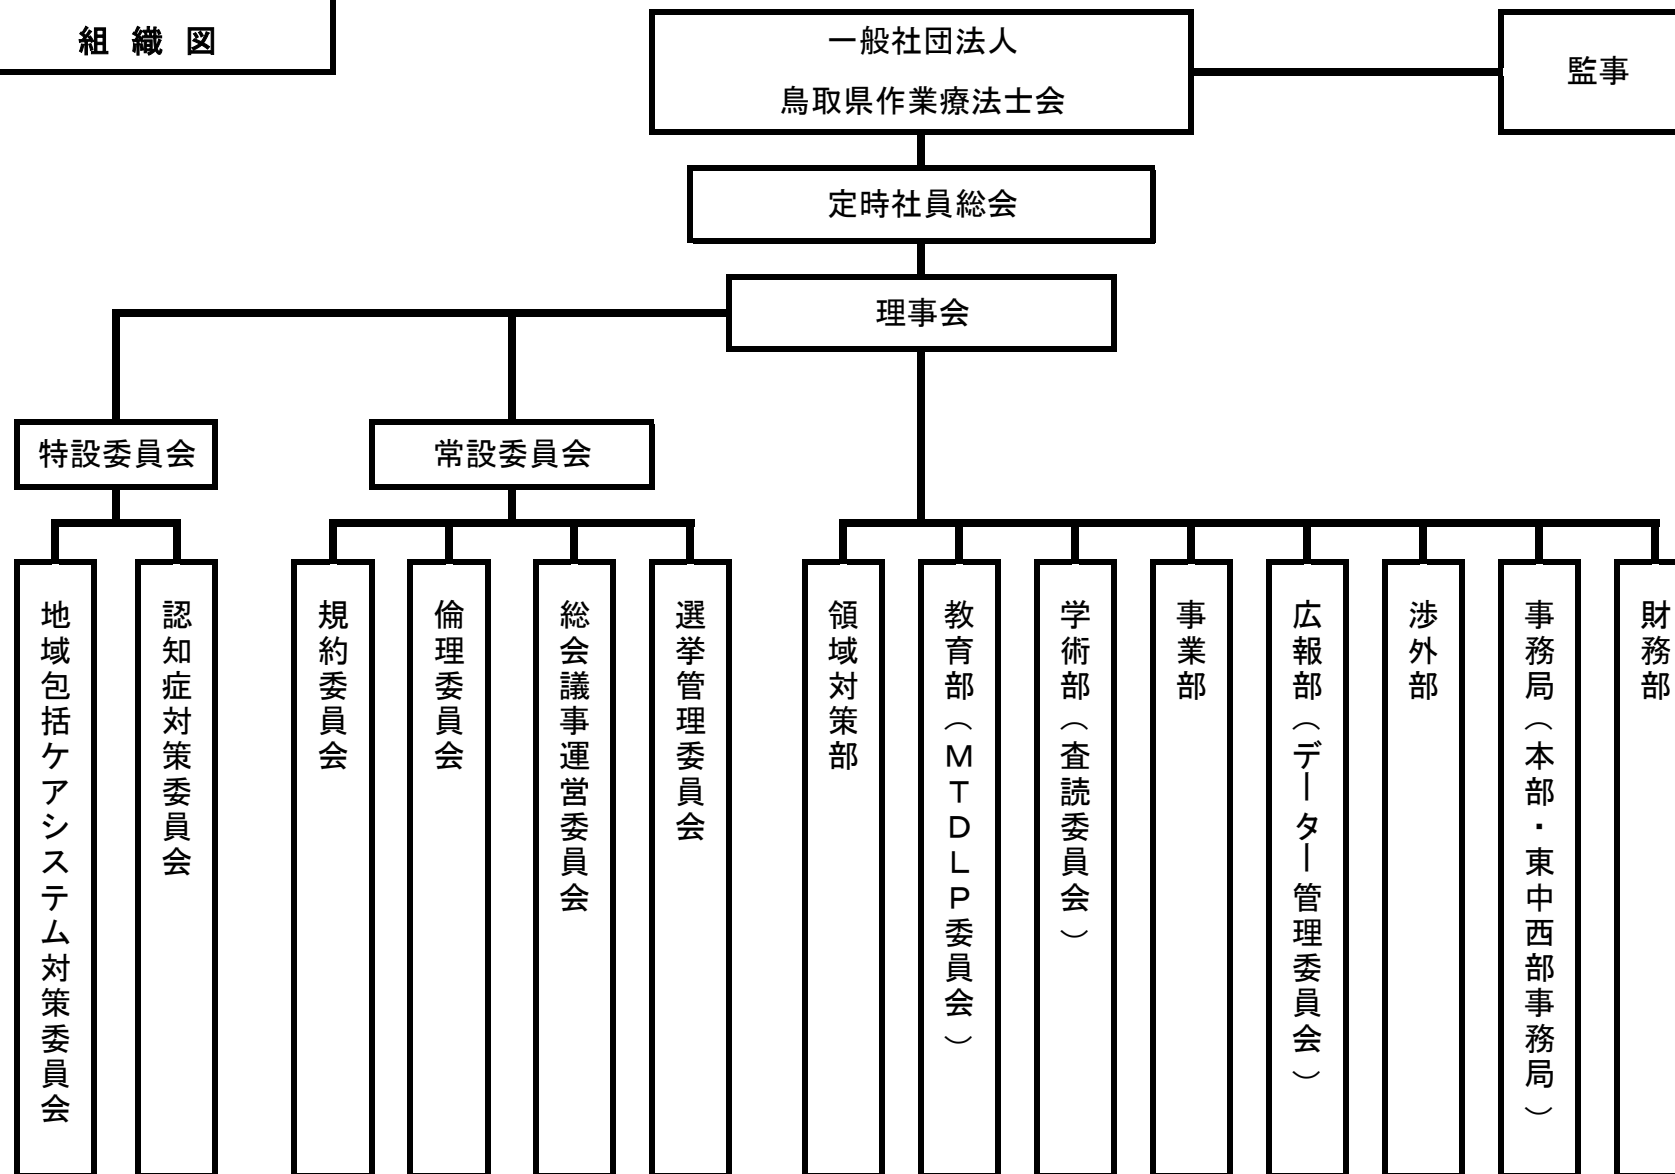 組 織 図
一般社団法人
鳥取県作業療法士会
監事
定時社員総会
理事会
特設委員会
常設委員会
地域包括ケアシステム対策委員会
認知症対策委員会
規約委員会
倫理委員会
総会議事運営委員会
選挙管理委員会
領域対策部
教育部（ＭＴＤＬＰ委員会）
学術部（査読委員会）
事業部
広報部（データー管理委員会）
渉外部
事務局（本部・東中西部事務局）
財務部